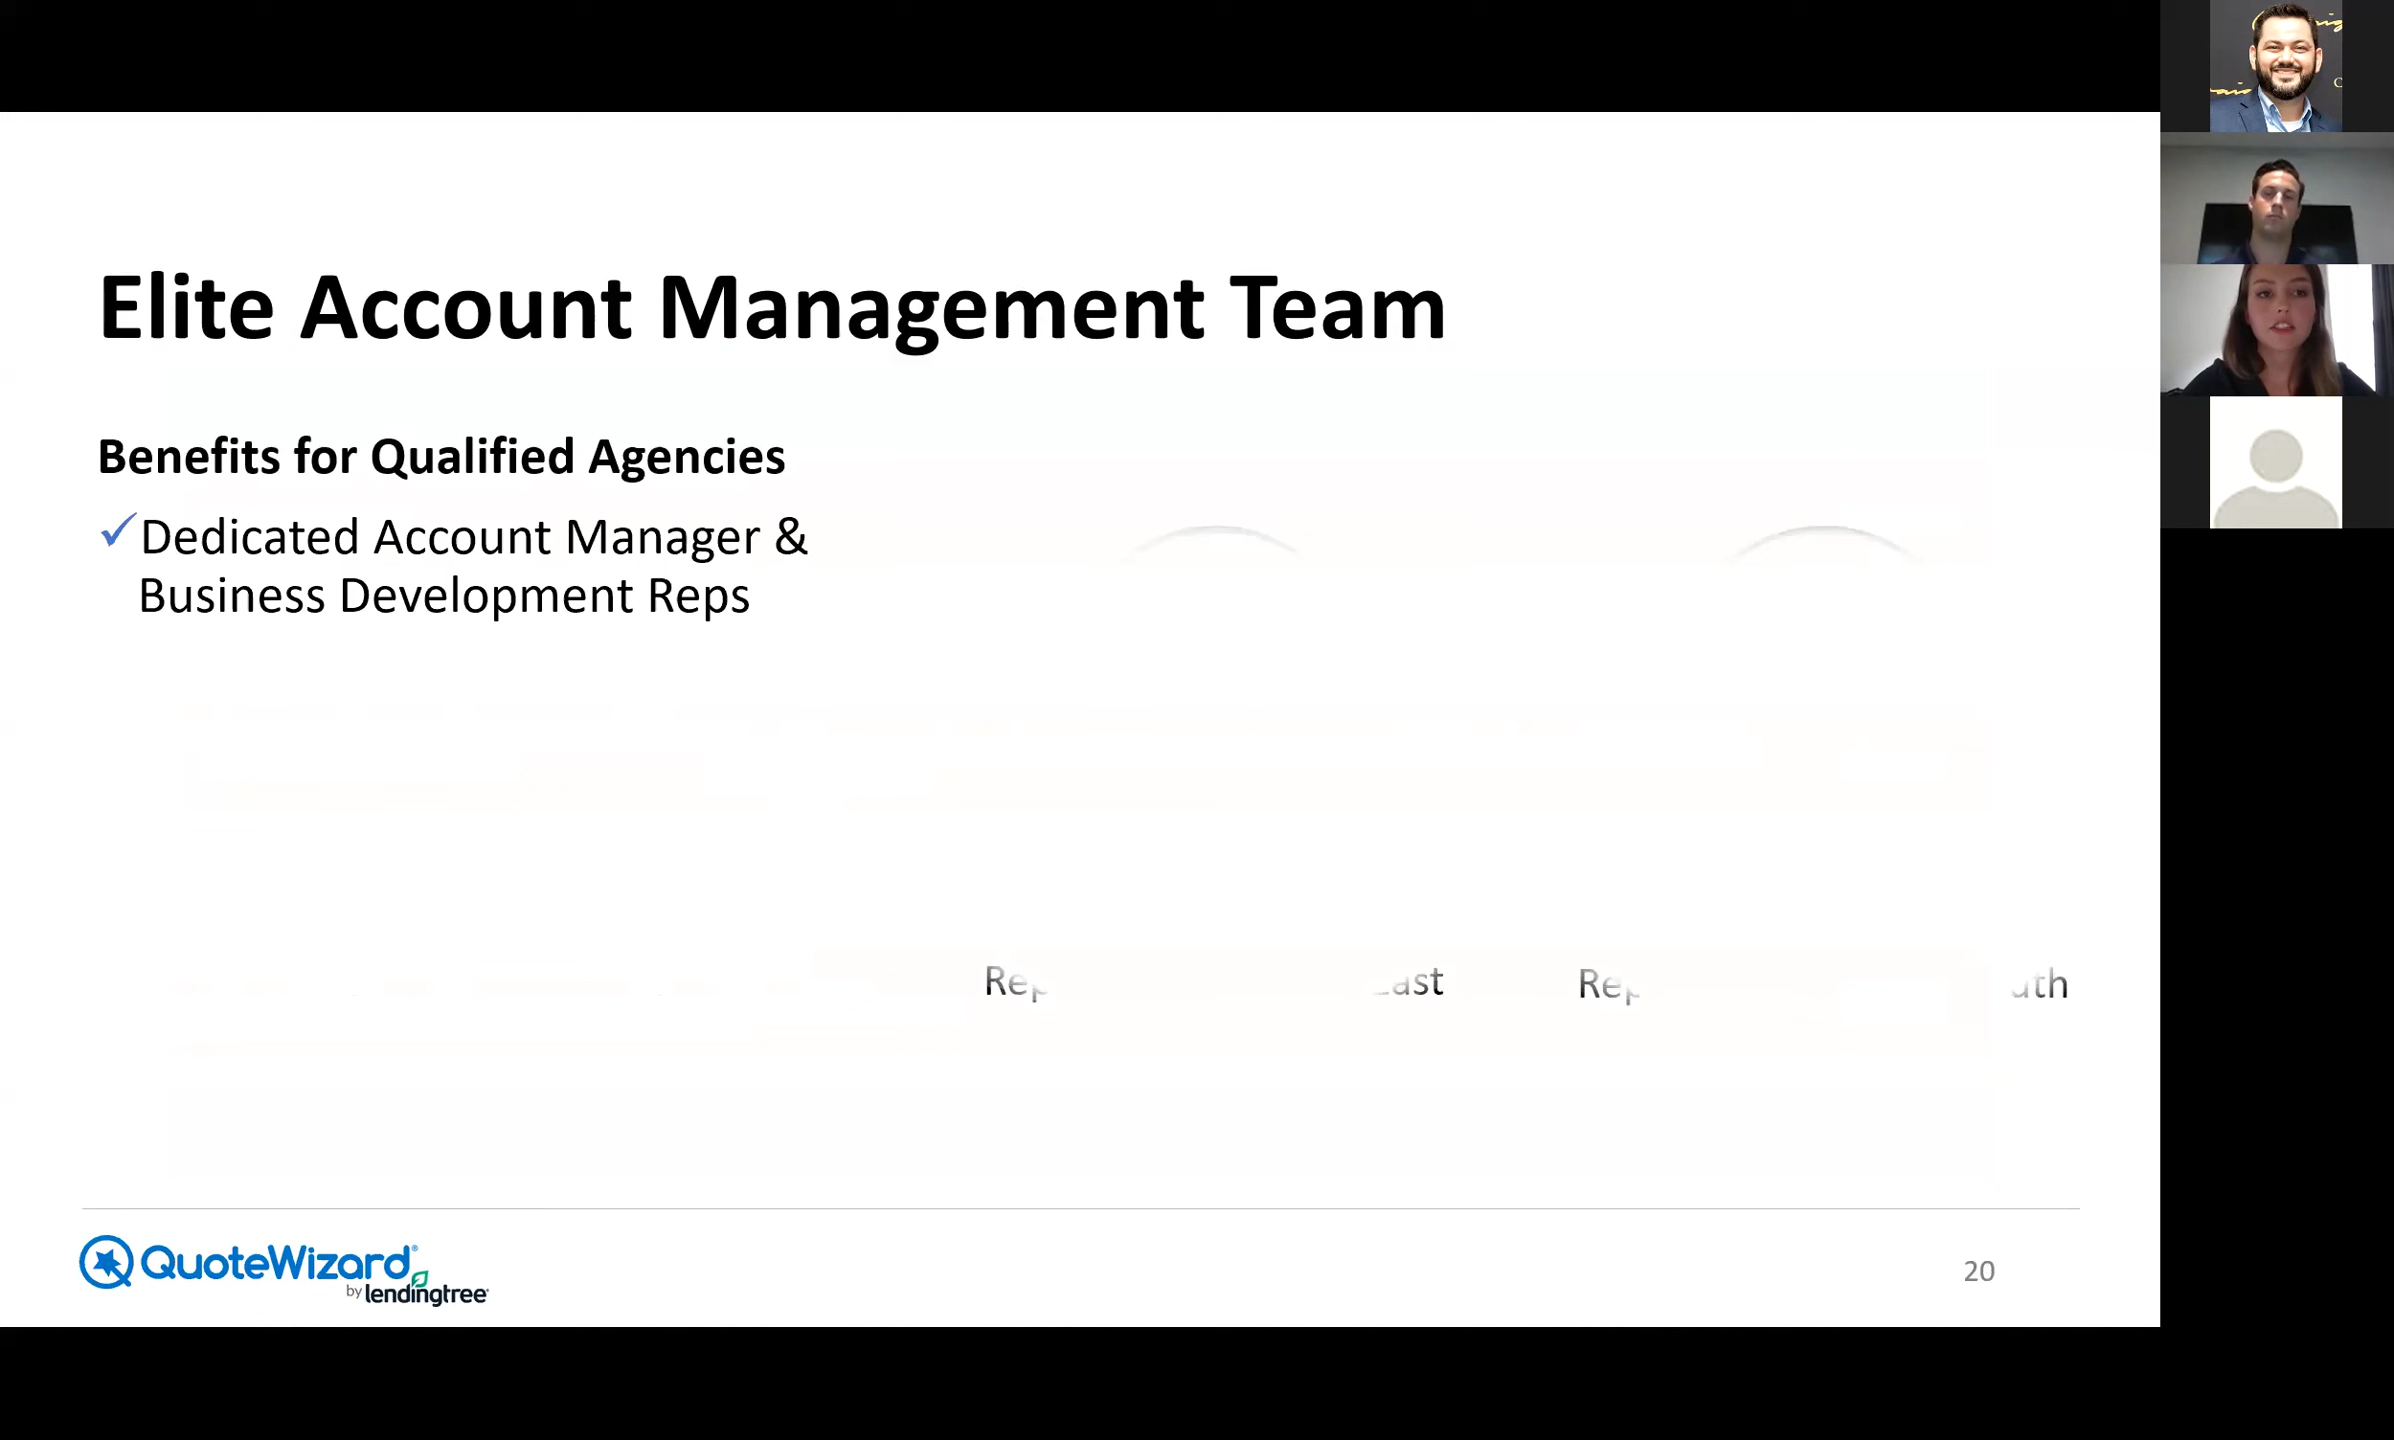 Elite Account Management Team
Benefits for Qualified Agencies
Dedicated Account Manager &
Business Development Reps
QuoteWizard®
by lendingtree
20